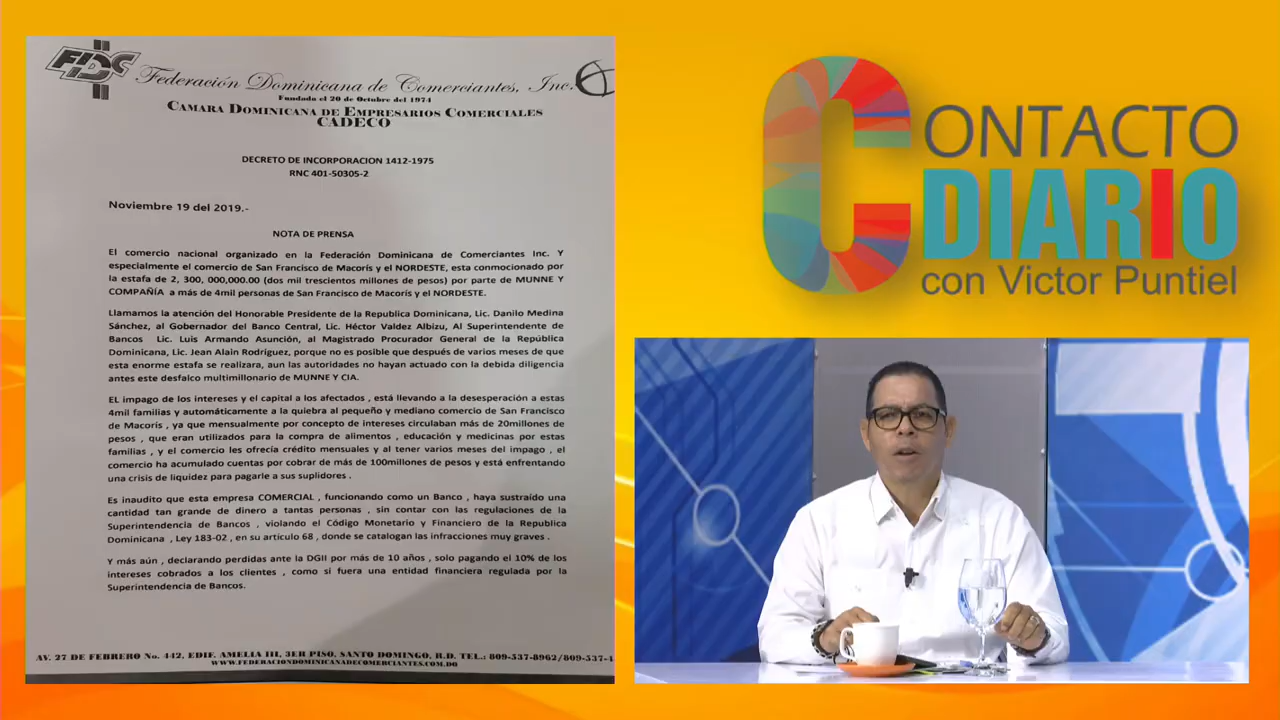 FDC
Federación Dominicana de Comerciantes, Inc.
Fundada el 20 de Octubre del 1974
CAMARA DOMINICANA DE EMPRESARIOS COMERCIALES
CADECO
DECRETO DE INCORPORACION 1412-1975
RNC 401-50305-2
Noviembre 19 del 2019.-
NOTA DE PRENSA
El comercio nacional organizado en la Federación Dominicana de Comerciantes Inc. Y
especialmente el comercio de San Francisco de Macorís y el NORDESTE, esta conmocionado por
la estafa de 2, 300, 000,000.00 (dos mil trescientos millones de pesos) por parte de MUNNE Y
COMPAÑÍA a más de 4mil personas de San Francisco de Macorís y el NORDESTE.
Llamamos la atención del Honorable Presidente de la Republica Dominicana, Lic. Danilo Medina
Sánchez, al Gobernador del Banco Central, Lic. Héctor Valdez Albizu, Al Superintendente de
Bancos Lic. Luis Armando Asunción, al Magistrado Procurador General de la República
Dominicana, Lic. Jean Alain Rodríguez, porque no es posible que después de varios meses de que
esta enorme estafa se realizara, aun las autoridades no hayan actuado con la debida diligencia
antes este desfalco multimillonario de MUNNE Y CIA.
EL impago de los intereses y el capital a los afectados , está llevando a la desesperación a estas
4mil familias y automáticamente a la quiebra al pequeño y mediano comercio de San Francisco
de Macorís , ya que mensualmente por concepto de intereses circulaban más de 20millones de
pesos , que eran utilizados para la compra de alimentos , educación y medicinas por estas
familias , y el comercio les ofrecía crédito mensuales y al tener varios meses del impago , el
comercio ha acumulado cuentas por cobrar de más de 100millones de pesos y está enfrentando
una crisis de liquidez para pagarle a sus suplidores .
Es inaudito que esta empresa COMERCIAL , funcionando como un Banco , haya sustraído una
cantidad tan grande de dinero a tantas personas , sin contar con las regulaciones de la
Superintendencia de Bancos , violando el Código Monetario y Financiero de la Republica
Dominicana , Ley 183-02 , en su artículo 68 , donde se catalogan las infracciones muy graves .
Y más aún , declarando perdidas ante la DGII por más de 10 años , solo pagando el 10% de los
intereses cobrados a los clientes , como si fuera una entidad financiera regulada por la
Superintendencia de Bancos.
AV. 27 DE FEBRERO No. 442, EDIF. AMELIA III, 3ER PISO, SANTO DOMINGO, R.D. TEL.: 809-537-8962/809-537-
WWW.FEDERACIONDOMINICANADECOMERCIANTES.COM.DO
CONTACTO
DIARIO
con Victor Puntiel